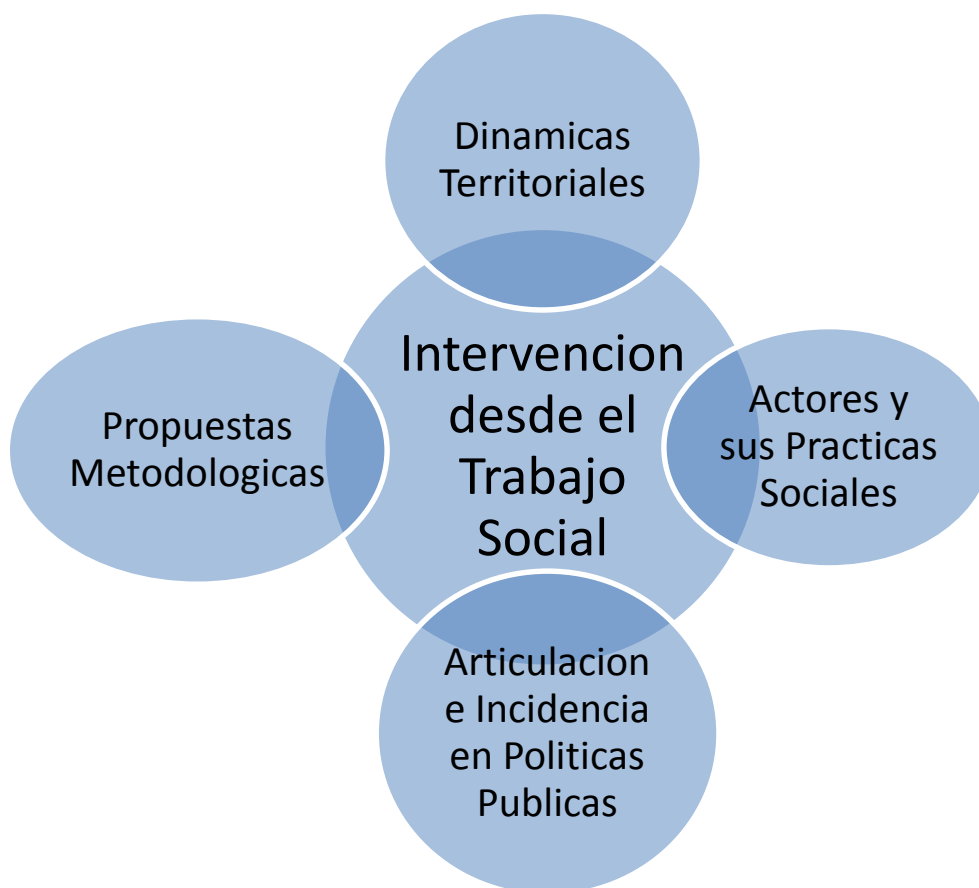 Dinamicas
Territoriales
Intervencion
desde el
Trabajo
Social
Propuestas
Metodologicas
Actores y
sus Practicas
Sociales
Articulacion
e Incidencia
en Politicas
Publicas